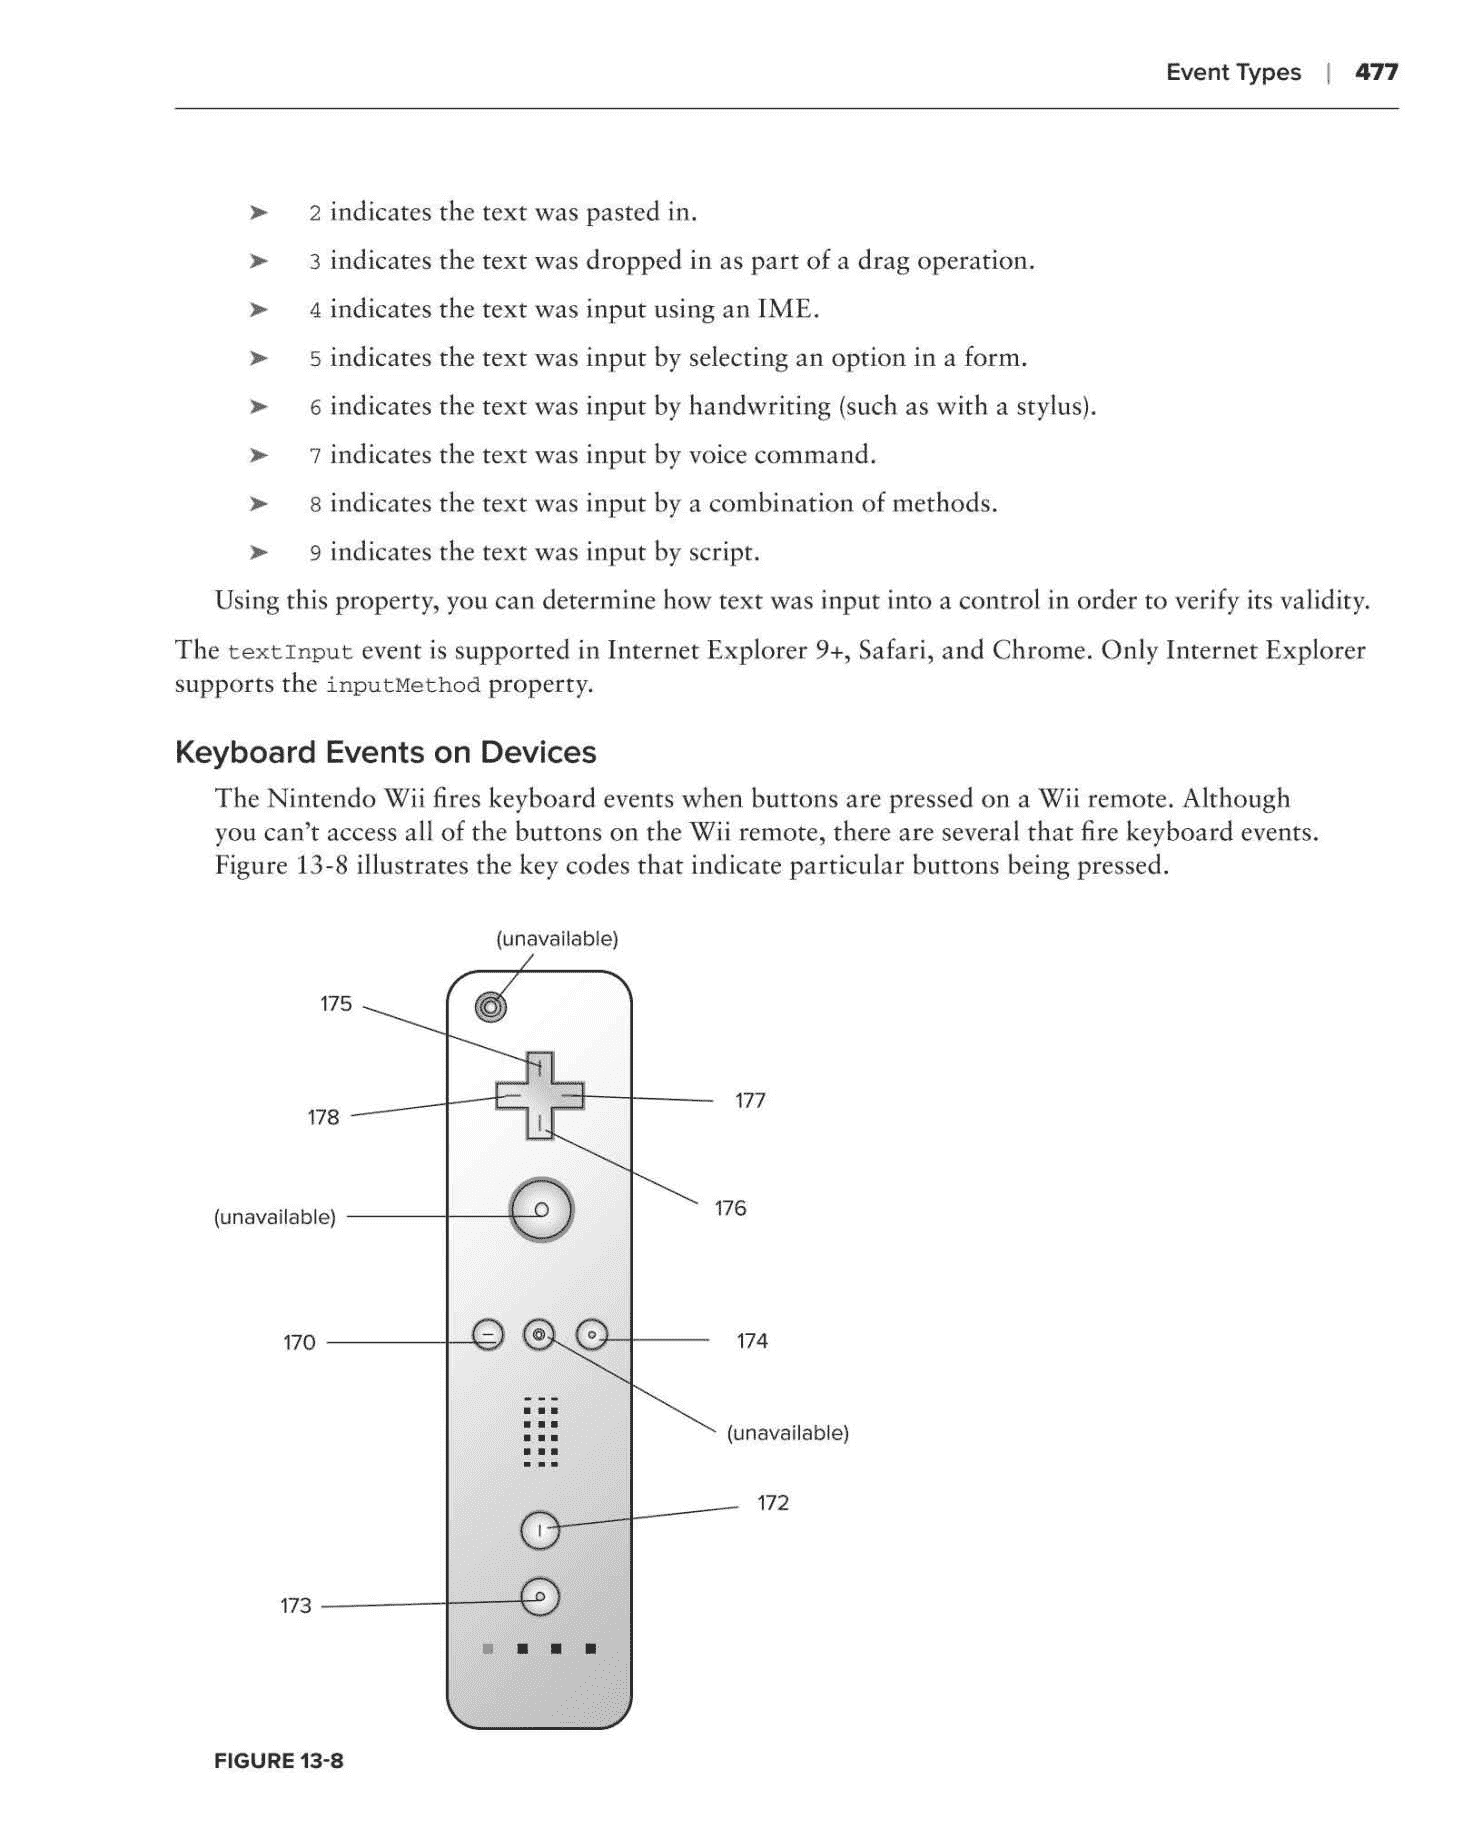 Event Types | 477
➤ 2 indicates the text was pasted in.
➤ 3 indicates the text was dropped in as part of a drag operation.
➤ 4 indicates the text was input using an IME.
➤ 5 indicates the text was input by selecting an option in a form.
➤ 6 indicates the text was input by handwriting (such as with a stylus).
➤ 7 indicates the text was input by voice command.
➤ 8 indicates the text was input by a combination of methods.
➤ 9 indicates the text was input by script.
Using this property, you can determine how text was input into a control in order to verify its validity.
The textInput event is supported in Internet Explorer 9+, Safari, and Chrome. Only Internet Explorer
supports the inputMethod property.
Keyboard Events on Devices
The Nintendo Wii fires keyboard events when buttons are pressed on a Wii remote. Although
you can’t access all of the buttons on the Wii remote, there are several that fire keyboard events.
Figure 13-8 illustrates the key codes that indicate particular buttons being pressed.
(unavailable)
175
177
178
176
(unavailable)
170
174
(unavailable)
172
173
FIGURE 13-8